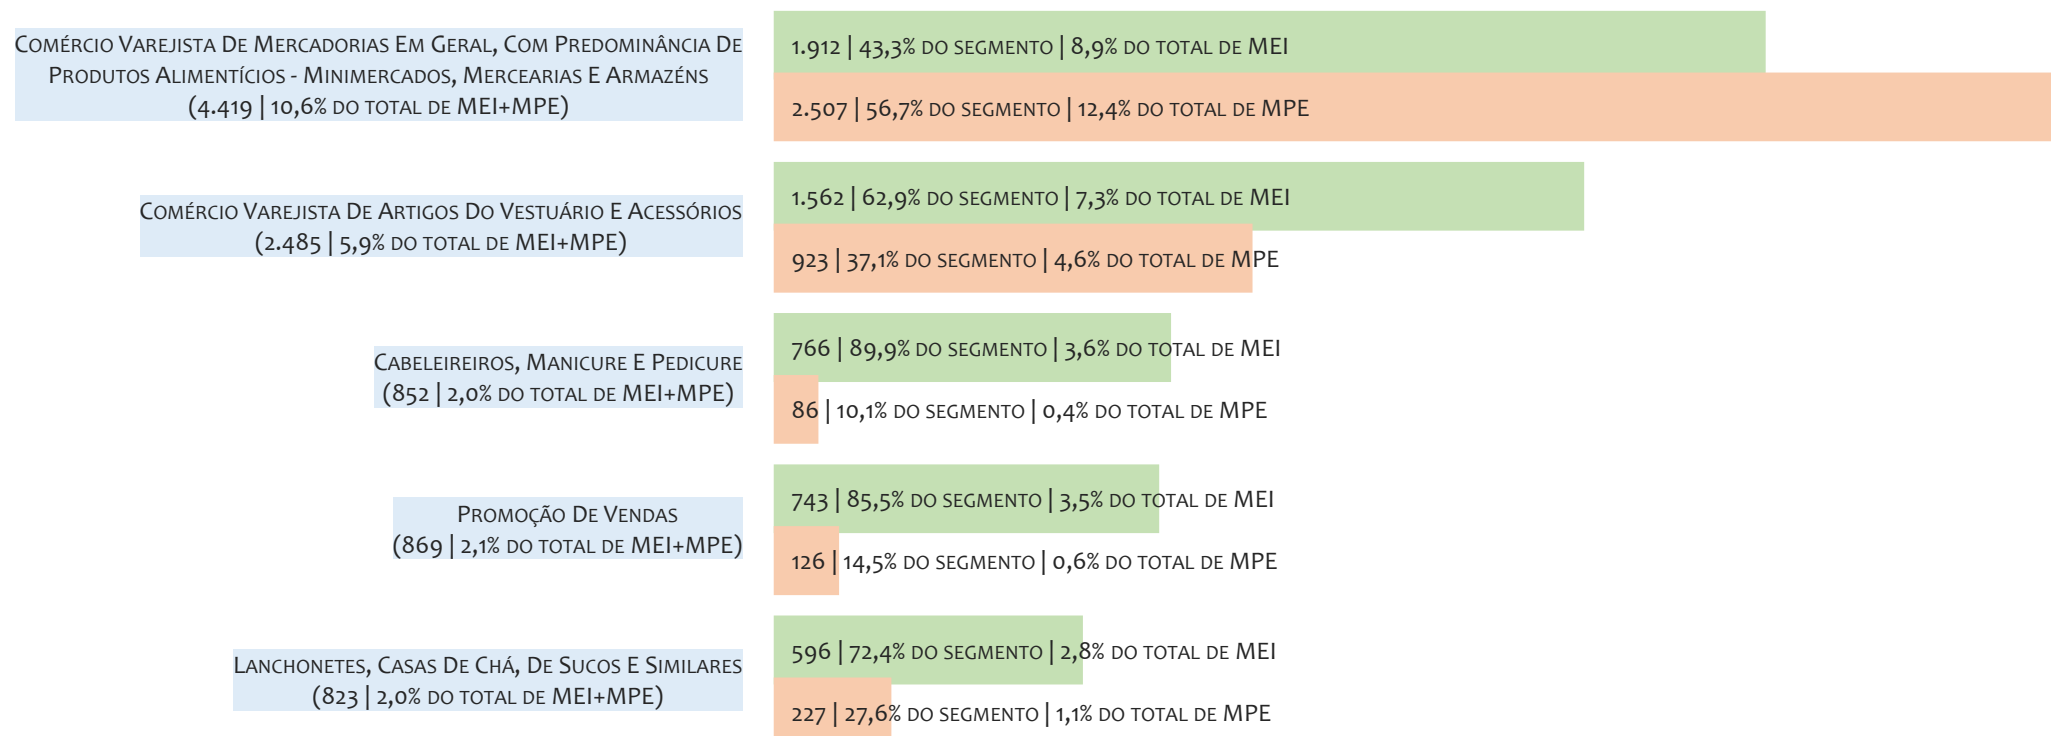 Comércio Varejista De Mercadorias Em Geral, Com Predominância De
Produtos Alimentícios - Minimercados, Mercearias E Armazéns
(4.419 | 10,6% do total de MEI+MPE)
1.912 | 43,3% do segmento | 8,9% do total de MEI
2.507 | 56,7% do segmento | 12,4% do total de MPE
Comércio Varejista De Artigos Do Vestuário E Acessórios
(2.485 | 5,9% do total de MEI+MPE)
1.562 | 62,9% do segmento | 7,3% do total de MEI
923 | 37,1% do segmento | 4,6% do total de MPE
Cabeleireiros, Manicure E Pedicure
(852 | 2,0% do total de MEI+MPE)
766 | 89,9% do segmento | 3,6% do total de MEI
86 | 10,1% do segmento | 0,4% do total de MPE
Promoção De Vendas
(869 | 2,1% do total de MEI+MPE)
743 | 85,5% do segmento | 3,5% do total de MEI
126 | 14,5% do segmento | 0,6% do total de MPE
Lanchonetes, Casas De Chá, De Sucos E Similares
(823 | 2,0% do total de MEI+MPE)
596 | 72,4% do segmento | 2,8% do total de MEI
227 | 27,6% do segmento | 1,1% do total de MPE